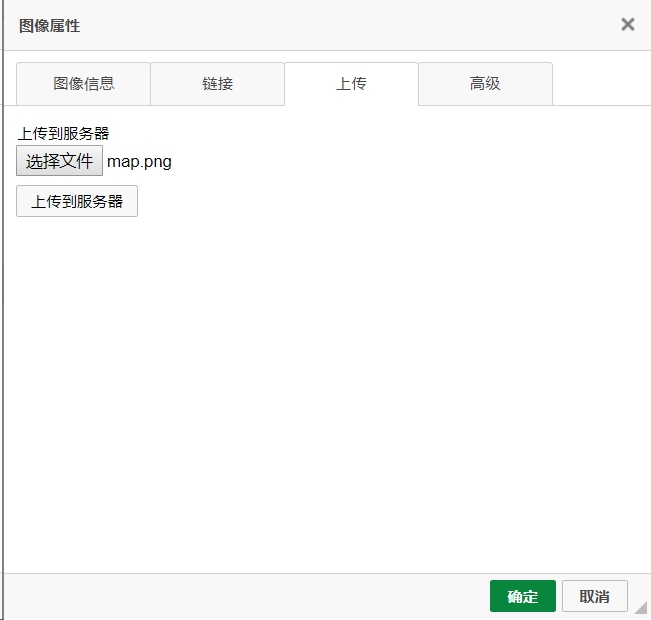 图像属性
图像信息 链接 上传 高级
上传到服务器
选择文件 map.png
上传到服务器
确定 取消